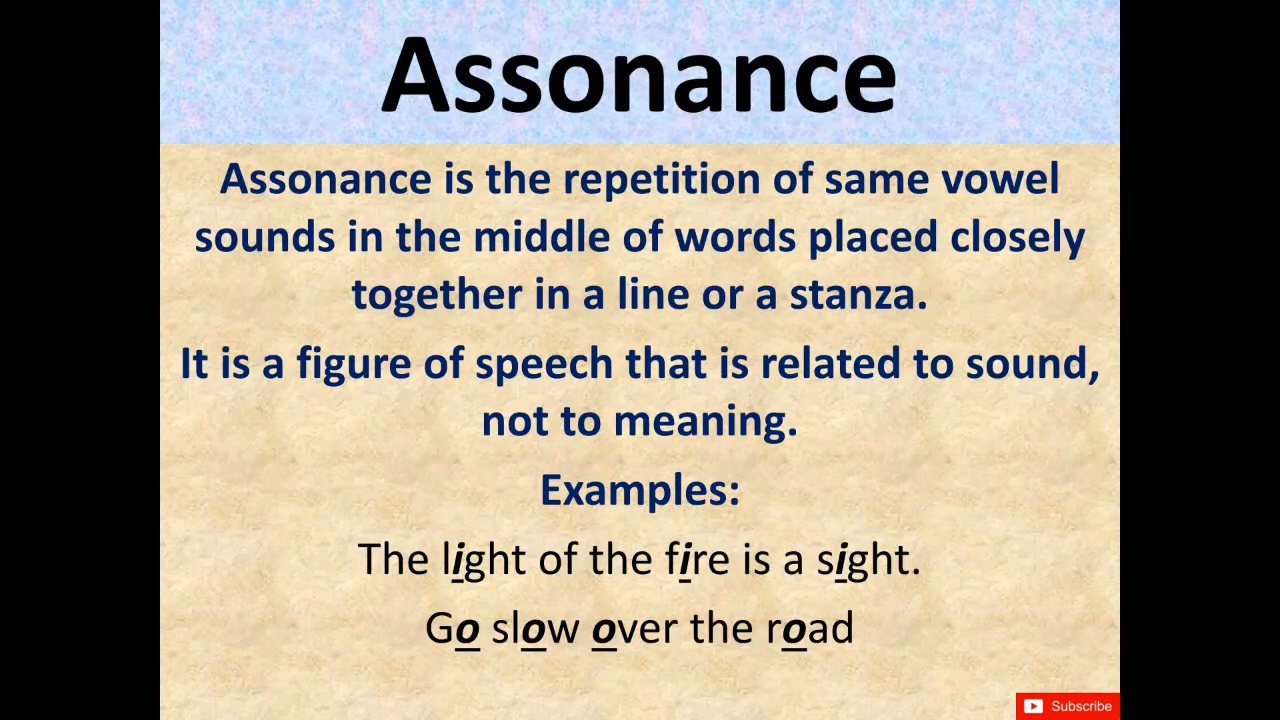 Assonance
Assonance is the repetition of same vowel
sounds in the middle of words placed closely
together in a line or a stanza.
It is a figure of speech that is related to sound,
not to meaning.
Examples:
The light of the fire is a sight.
Go slow over the road
Subscribe